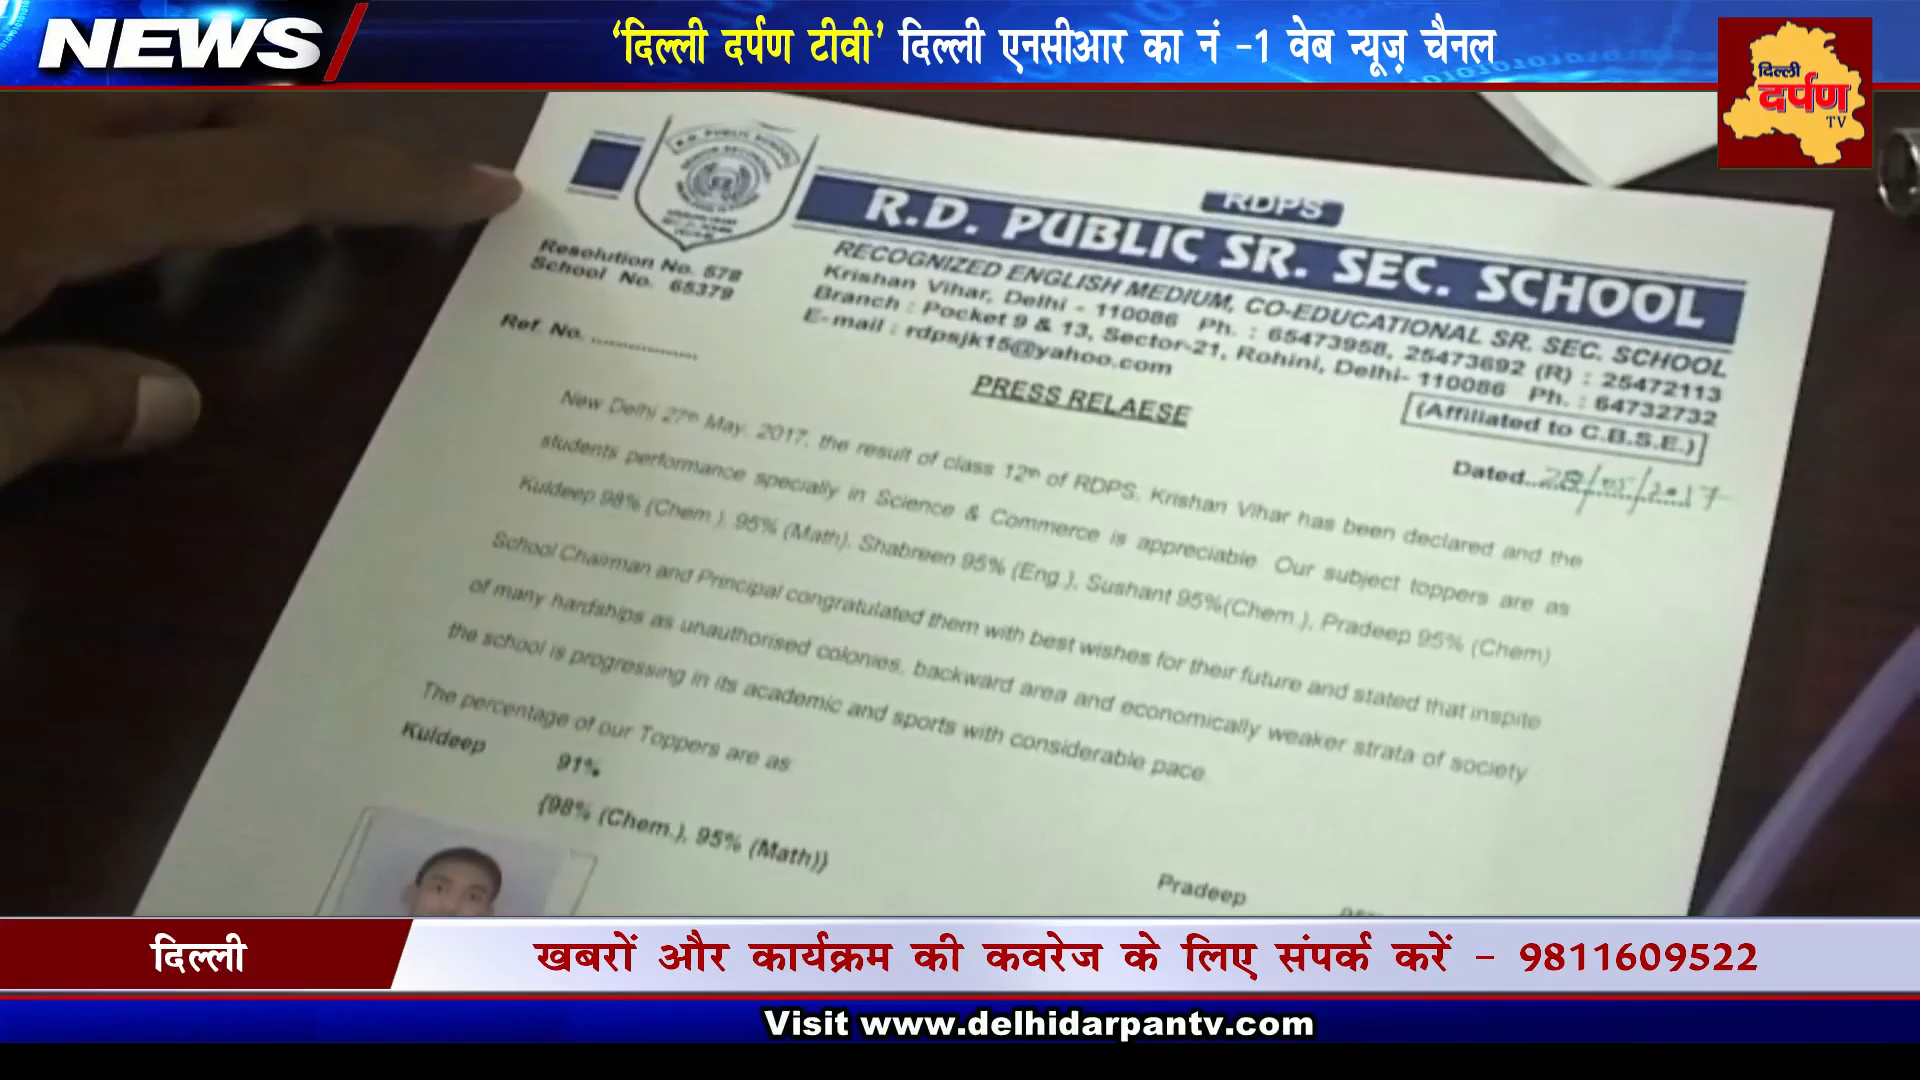 NEWS
‘दिल्ली दर्पण टीवी’ दिल्ली एनसीआर का नं -1 वेब न्यूज़ चैनल
दिल्ली
दर्पण
TV
R.D. PUBLIC SCHOOL
RDPS
R.D. PUBLIC SR. SEC. SCHOOL
RECOGNIZED ENGLISH MEDIUM, CO-EDUCATIONAL SR. SEC. SCHOOL
Resolution No. 578
School No. 65379
Krishan Vihar, Delhi - 110086 Ph. : 65473958, 25473692 (R) : 25472113
Branch : Pocket 9 & 13, Sector-21, Rohini, Delhi- 110086 Ph. : 64732732
E-mail : rdpsjk15@yahoo.com
(Affiliated to C.B.S.E.)
Ref. No. ................
PRESS RELAESE
Dated...28/05/2017
New Delhi 27th May, 2017, the result of class 12th of RDPS, Krishan Vihar has been declared and the
students performance specially in Science & Commerce is appreciable. Our subject toppers are as
Kuldeep 98% (Chem.), 95% (Math), Shabreen 95% (Eng.), Sushant 95%(Chem.), Pradeep 95% (Chem)
School Chairman and Principal congratulated them with best wishes for their future and stated that inspite
of many hardships as unauthorised colonies, backward area and economically weaker strata of society
the school is progressing in its academic and sports with considerable pace.
The percentage of our Toppers are as:
Kuldeep 91%
{98% (Chem.), 95% (Math)}
Pradeep
दिल्ली
खबरों और कार्यक्रम की कवरेज के लिए संपर्क करें - 9811609522
Visit www.delhidarpantv.com